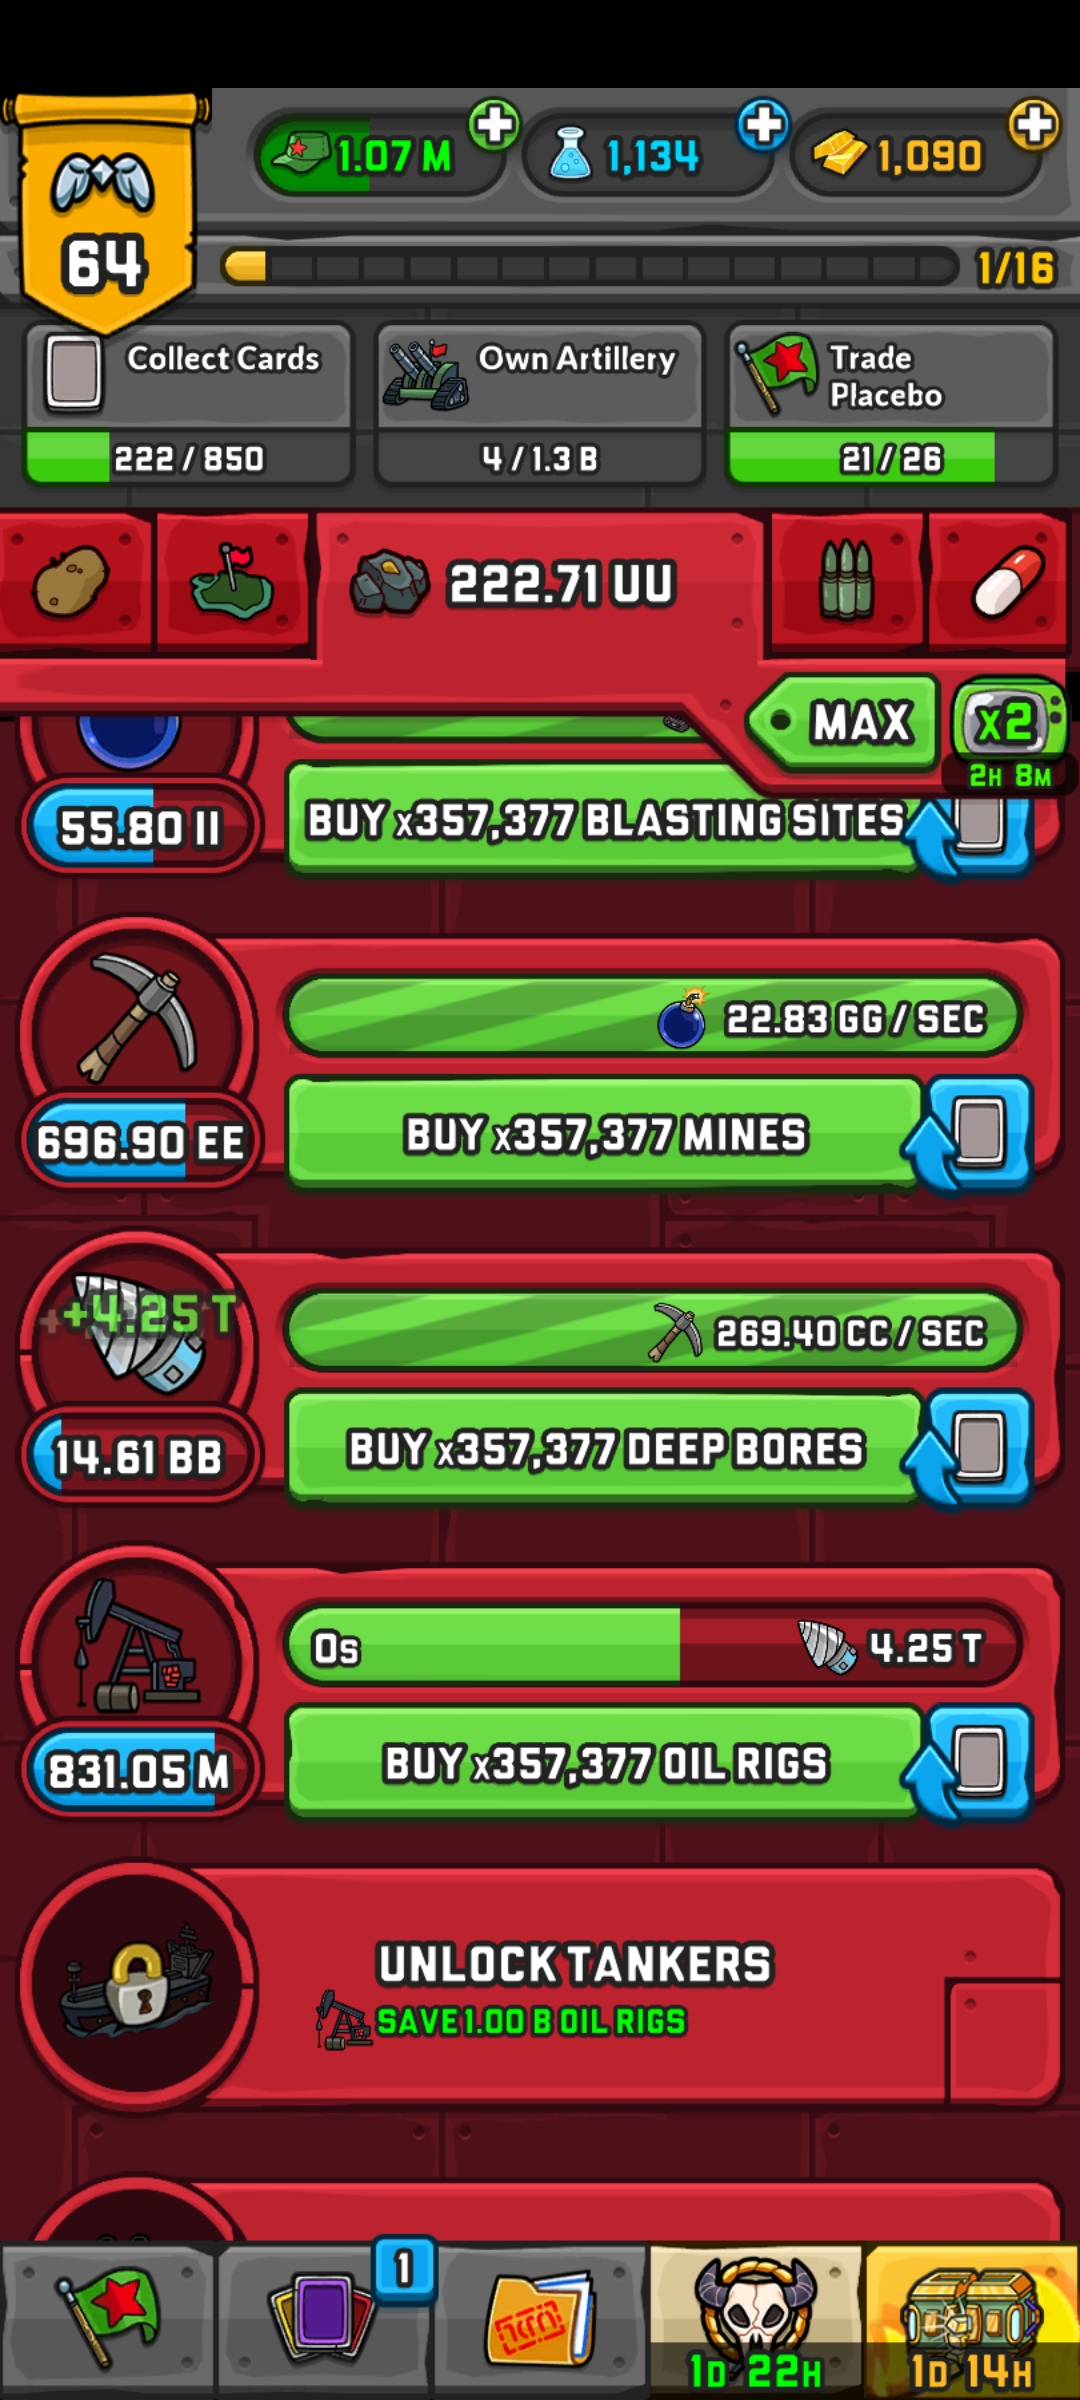 64
1.07 M
1,134
1,090
1/16
Collect Cards
222 / 850
Own Artillery
4 / 1.3 B
Trade
Placebo
21 / 26
222.71 UU
MAX
x2
2H 8M
55.80 II
BUY x357,377 BLASTING SITES
22.83 GG / SEC
696.90 EE
BUY x357,377 MINES
+4.25 T
269.40 CC / SEC
14.61 BB
BUY x357,377 DEEP BORES
0s
4.25 T
831.05 M
BUY x357,377 OIL RIGS
UNLOCK TANKERS
SAVE 1.00 B OIL RIGS
1
1D 22H
1D 14H